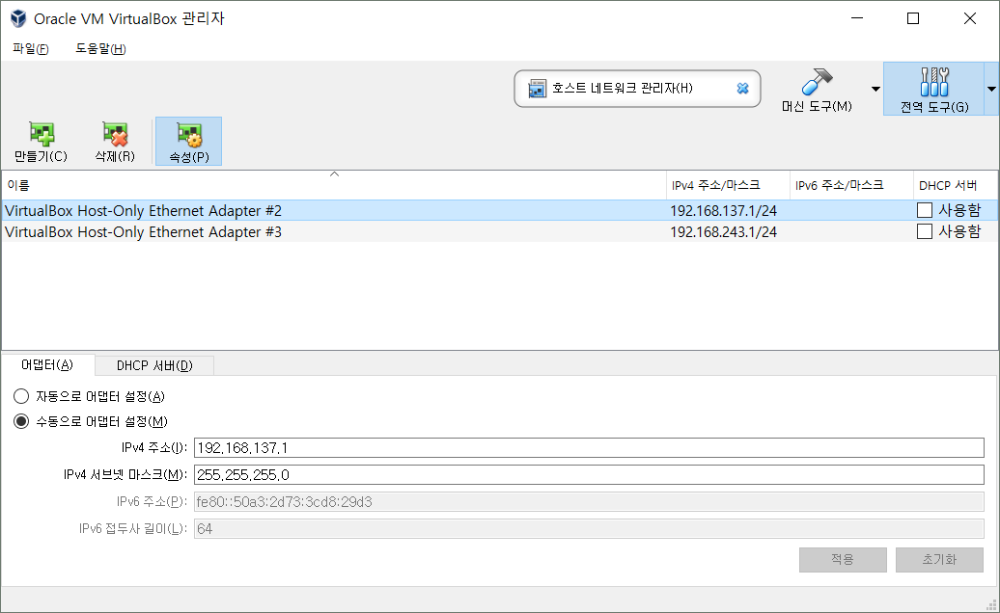 Oracle VM VirtualBox 관리자
파일(F) 도움말(H)
호스트 네트워크 관리자(H) 머신 도구(M) 전역 도구(G)
만들기(C) 삭제(R) 속성(P)
이름 IPv4 주소/마스크 IPv6 주소/마스크 DHCP 서버
VirtualBox Host-Only Ethernet Adapter #2 192.168.137.1/24 사용함
VirtualBox Host-Only Ethernet Adapter #3 192.168.243.1/24 사용함
어댑터(A) DHCP 서버(D)
자동으로 어댑터 설정(A)
수동으로 어댑터 설정(M)
IPv4 주소(I): 192.168.137.1
IPv4 서브넷 마스크(M): 255.255.255.0
IPv6 주소(P): fe80::50a3:2d73:3cd8:29d3
IPv6 접두사 길이(L): 64
적용 초기화